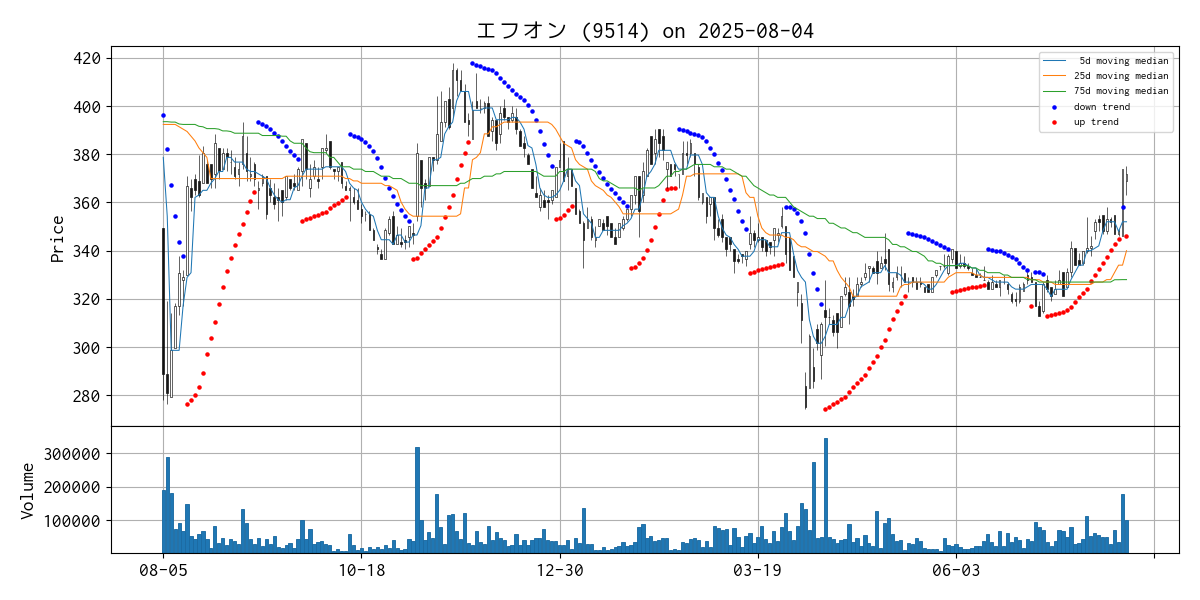 エフオン (9514) on 2025-08-04
5d moving median
25d moving median
75d moving median
down trend
up trend
Price
420
400
380
360
340
320
300
280
Volume
300000
200000
100000
08-05
10-18
12-30
03-19
06-03